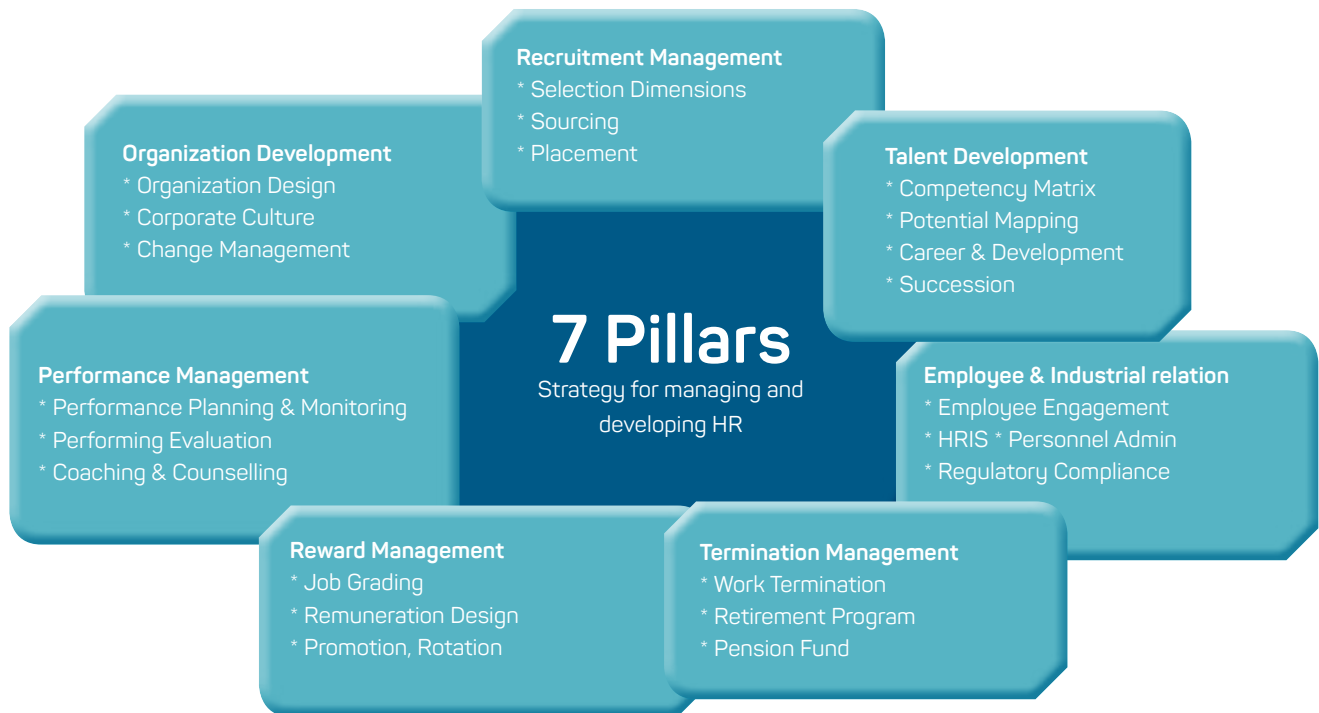 Recruitment Management
* Selection Dimensions
* Sourcing
* Placement
Organization Development
* Organization Design
* Corporate Culture
* Change Management
Talent Development
* Competency Matrix
* Potential Mapping
* Career & Development
* Succession
7 Pillars
Strategy for managing and
developing HR
Performance Management
* Performance Planning & Monitoring
* Performing Evaluation
* Coaching & Counselling
Employee & Industrial relation
* Employee Engagement
* HRIS * Personnel Admin
* Regulatory Compliance
Reward Management
* Job Grading
* Remuneration Design
* Promotion, Rotation
Termination Management
* Work Termination
* Retirement Program
* Pension Fund